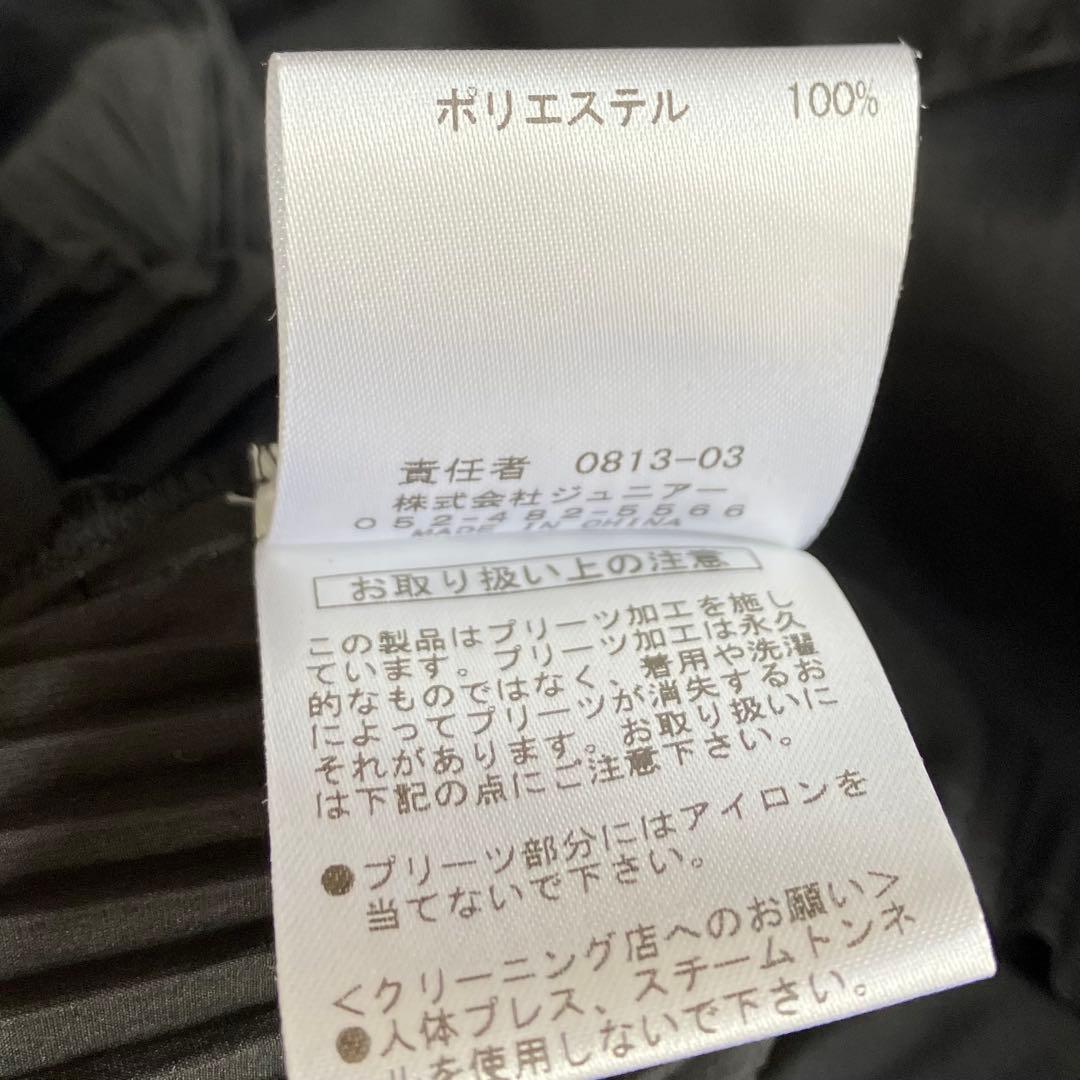 ポリエステル 100%
責任者 0813-03
株式会社ジュニアー
052-482-5566
MADE IN CHINA
お取り扱い上の注意
この製品はプリーツ加工を施し
ています。プリーツ加工は永久
的なものではなく、着用や洗濯
によってプリーツが消失するお
それがあります。お取り扱いに
は下記の点にご注意下さい。
●プリーツ部分にはアイロンを
当てないで下さい。
<クリーニング店へのお願い>
●人体プレス、スチームトンネ
ルを使用しないで下さい。